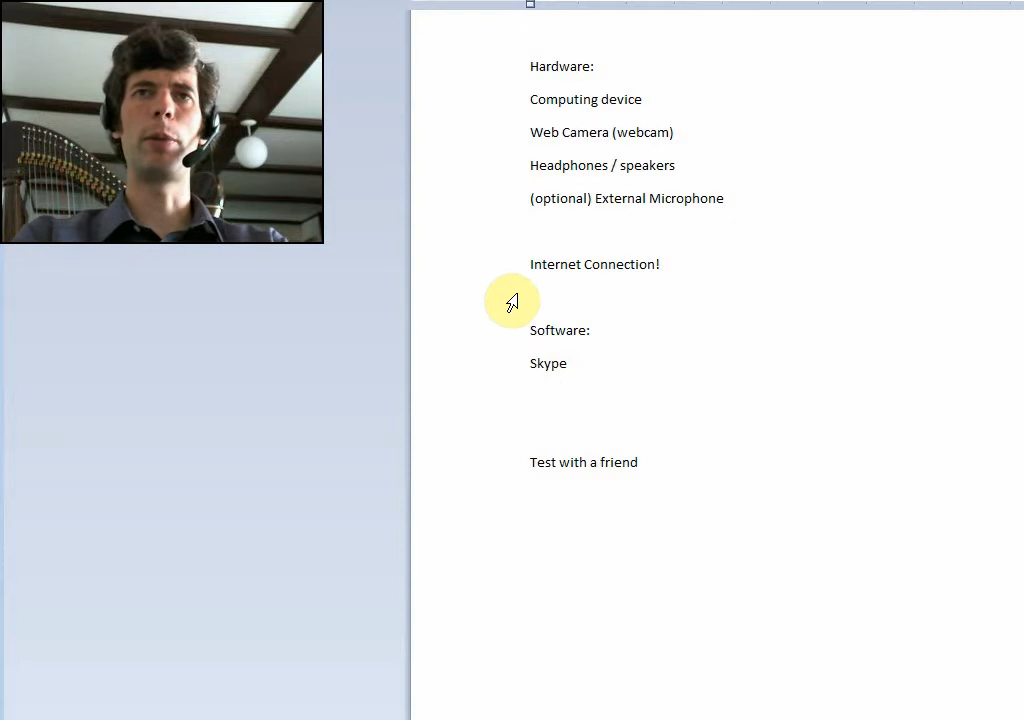 Hardware:
Computing device
Web Camera (webcam)
Headphones / speakers
(optional) External Microphone
Internet Connection!
Software:
Skype
Test with a friend